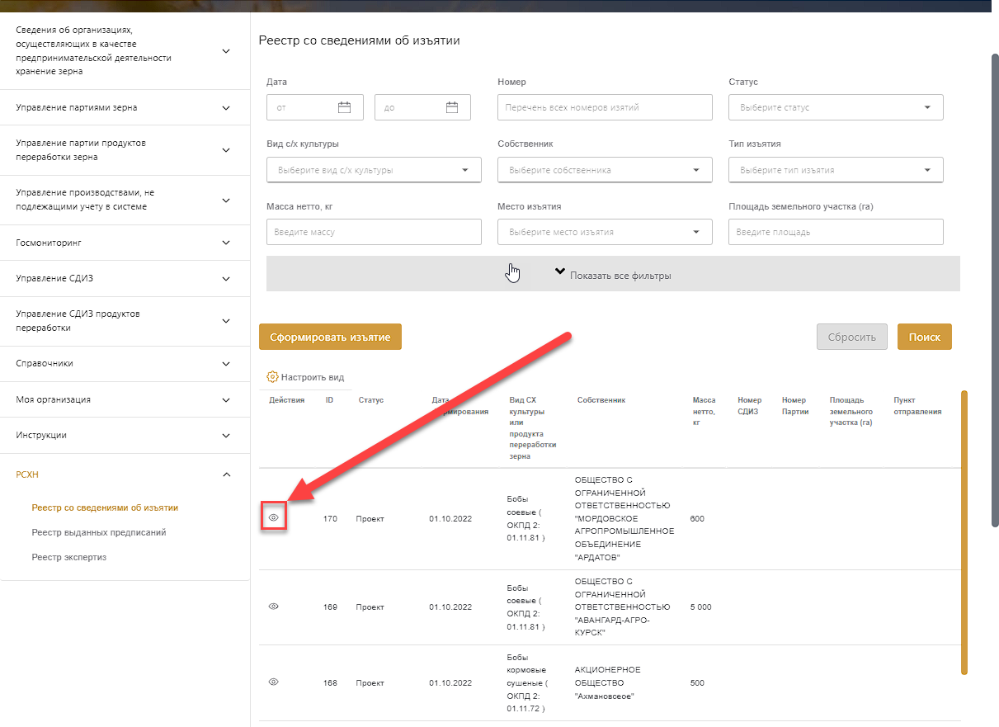 Сведения об организациях,
осуществляющих в качестве
предпринимательской деятельности
хранение зерна
Управление партиями зерна
Управление партии продуктов
переработки зерна
Управление производствами, не
подлежащими учету в системе
Госмониторинг
Управление СДИЗ
Управление СДИЗ продуктов
переработки
Справочники
Моя организация
Инструкции
РСХН
Реестр со сведениями об изъятии
Реестр выданных предписаний
Реестр экспертиз
Реестр со сведениями об изъятии
Дата
Номер
Статус
от
до
Перечень всех номеров изятий
Выберите статус
Вид с/х культуры
Собственник
Тип изъятия
Выберите вид с/х культуры
Выберите собственника
Выберите тип изъятия
Масса нетто, кг
Место изъятия
Площадь земельного участка (га)
Введите массу
Выберите место изъятия
Введите площадь
Показать все фильтры
Сформировать изъятие
Сбросить
Поиск
Настроить вид
Действия
ID
Статус
Дата
Вид СХ
культуры
или
продукта
переработки
зерна
Собственник
Масса
нетто,
кг
Номер
СДИЗ
Номер
Партии
Площадь
земельного
участка (га)
Пункт
отправления
170
Проект
01.10.2022
Бобы
соевые (
ОКПД 2:
01.11.81 )
ОБЩЕСТВО С
ОГРАНИЧЕННОЙ
ОТВЕТСТВЕННОСТЬЮ
"МОРДОВСКОЕ
АГРОПРОМЫШЛЕННОЕ
ОБЪЕДИНЕНИЕ
"АРДАТОВ"
600
169
Проект
01.10.2022
Бобы
соевые (
ОКПД 2:
01.11.81 )
ОБЩЕСТВО С
ОГРАНИЧЕННОЙ
ОТВЕТСТВЕННОСТЬЮ
"АВАНГАРД-АГРО-
КУРСК"
5 000
168
Проект
01.10.2022
Бобы
кормовые
сушеные (
ОКПД 2:
01.11.72 )
АКЦИОНЕРНОЕ
ОБЩЕСТВО
"Ахмановсеое"
500